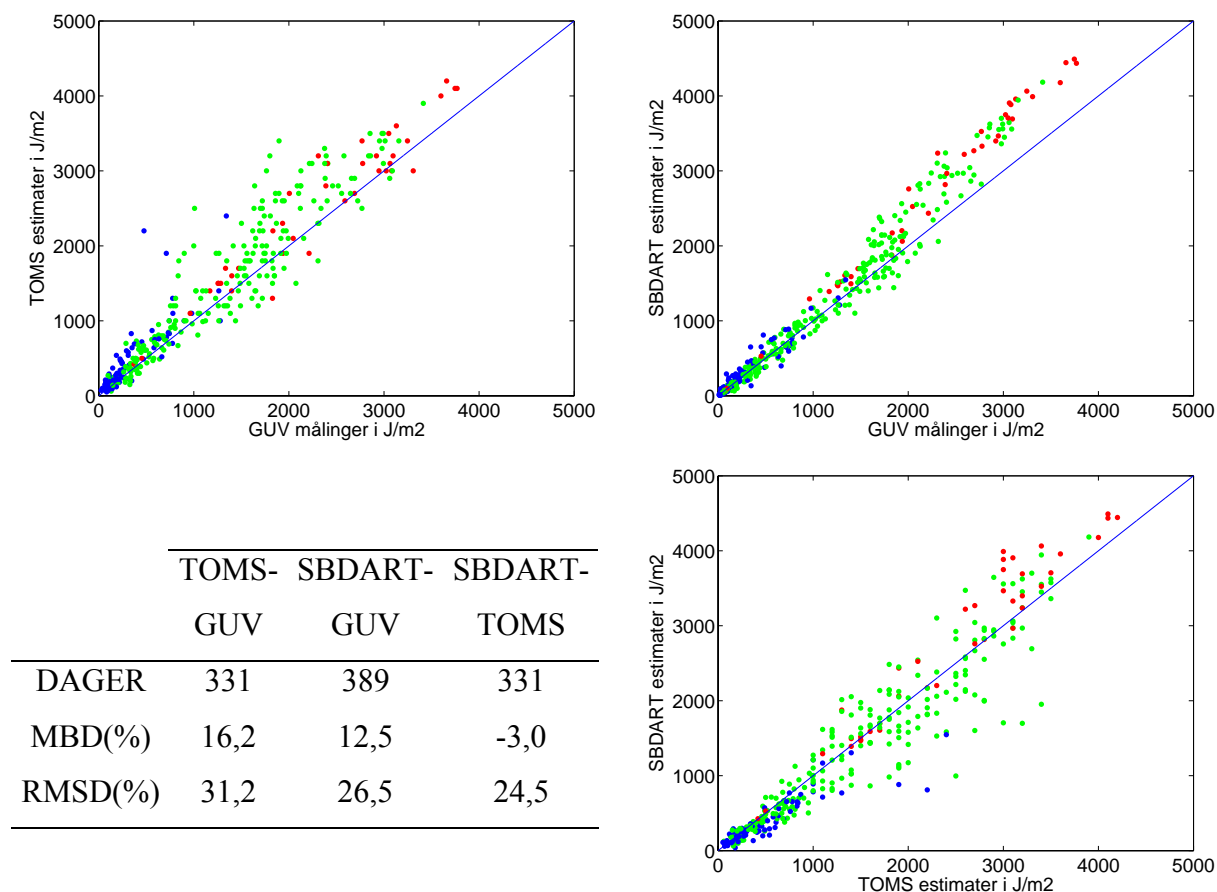 5000
4000
3000
2000
1000
0
0 1000 2000 3000 4000 5000
TOMS estimater i J/m2
GUV målinger i J/m2
5000
4000
3000
2000
1000
0
0 1000 2000 3000 4000 5000
SBDART estimater i J/m2
GUV målinger i J/m2
TOMS- SBDART- SBDART-
GUV GUV TOMS
DAGER 331 389 331
MBD(%) 16,2 12,5 -3,0
RMSD(%) 31,2 26,5 24,5
5000
4000
3000
2000
1000
0
0 1000 2000 3000 4000 5000
SBDART estimater i J/m2
TOMS estimater i J/m2